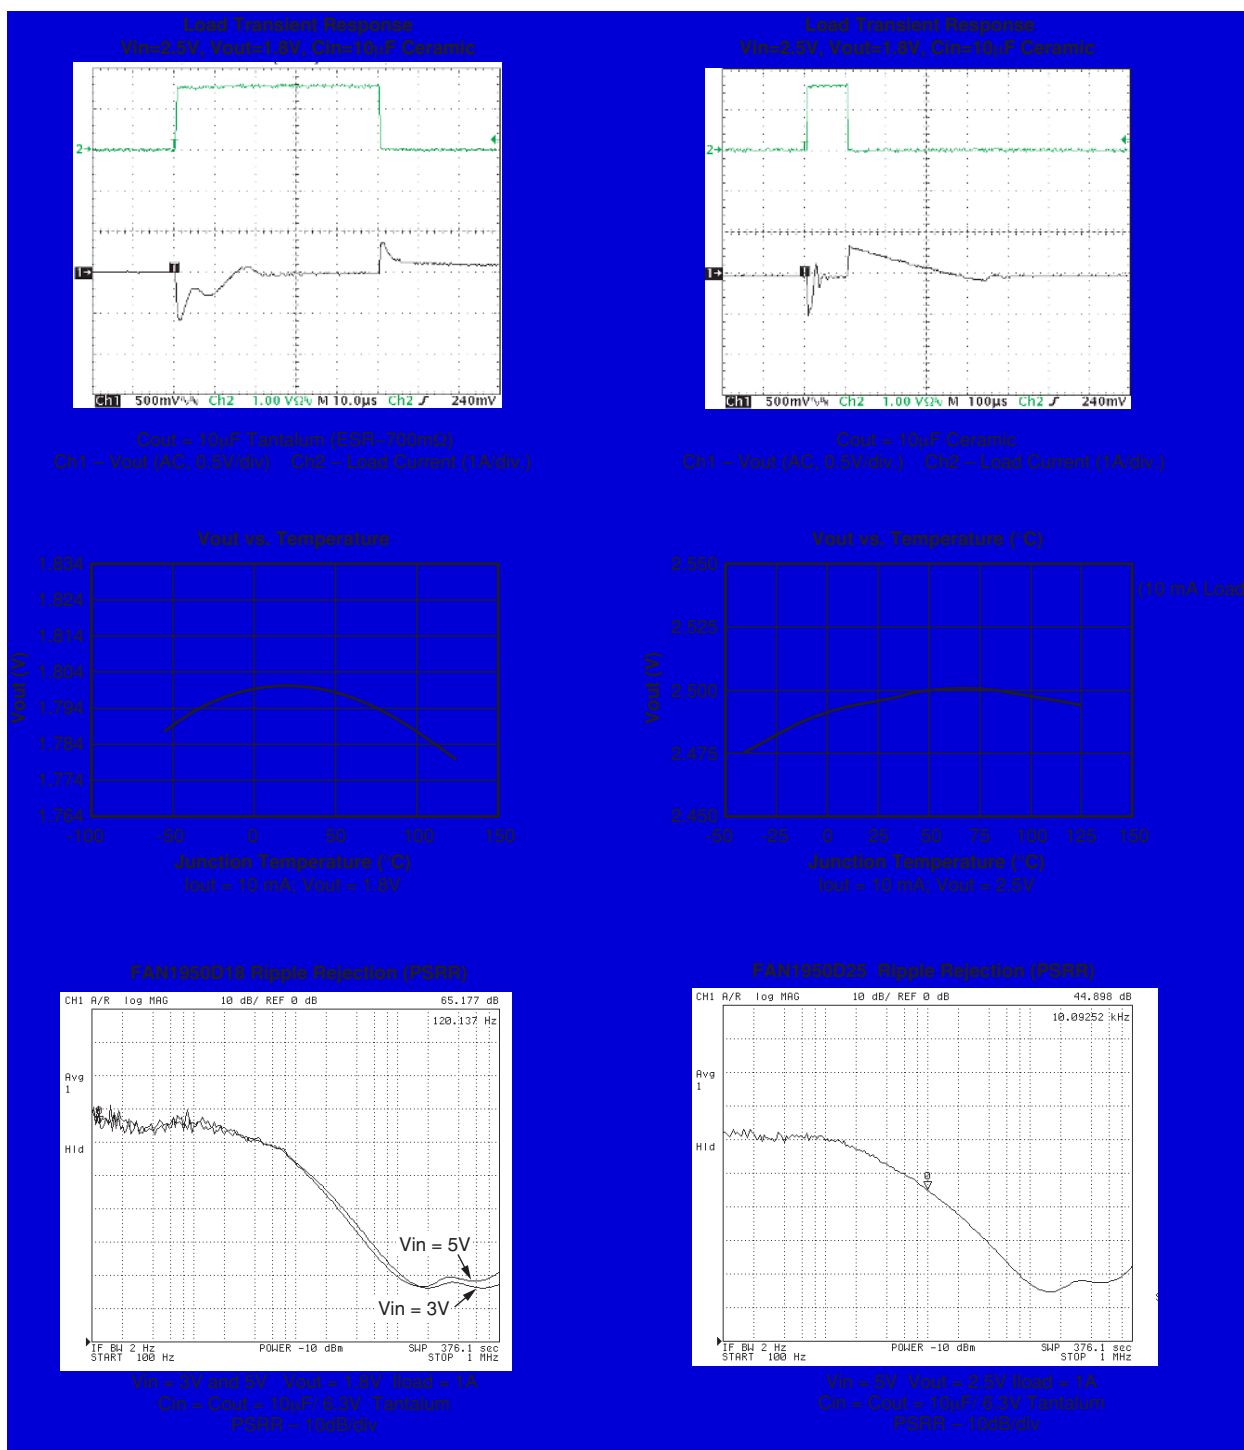 Load Transient Response
Vin=2.5V, Vout=1.8V, Cin=10μF Ceramic
2→
1→
T
Ch1 500mV Ch2 1.00 VΩ M 10.0μs Ch2 240mV
Cout = 10μF Tantalum (ESR~700mΩ)
Ch1 – Vout (AC, 0.5V/div) Ch2 – Load Current (1A/div.)
Load Transient Response
Vin=2.5V, Vout=1.8V, Cin=10μF Ceramic
2→
1→
T
Ch1 500mV Ch2 1.00 VΩ M 100μs Ch2 240mV
Cout = 10μF Ceramic
Ch1 – Vout (AC, 0.5V/div.) Ch2 – Load Current (1A/div.)
Vout vs. Temperature
Vout (V)
1.834
1.824
1.814
1.804
1.794
1.784
1.774
1.764
-100 -50 0 50 100 150
Junction Temperature (°C)
Iout = 10 mA; Vout = 1.8V
Vout vs. Temperature (°C)
(10 mA Load
Vout (V)
2.550
2.525
2.500
2.475
2.450
-50 -25 0 25 50 75 100 125 150
Junction Temperature (°C)
Iout = 10 mA; Vout = 2.5V
FAN1950D18 Ripple Rejection (PSRR)
CH1 A/R log MAG 10 dB/ REF 0 dB 65.177 dB
120.137 Hz
Avg
1
Hld
Vin = 5V
Vin = 3V
IF BW 2 Hz POWER -10 dBm SWP 376.1 sec
START 100 Hz STOP 1 MHz
Vin = 3V and 5V Vout = 1.8V Iload = 1A
Cin = Cout = 10μF/ 6.3V Tantalum
PSRR – 10dB/div
FAN1950D25 Ripple Rejection (PSRR)
CH1 A/R log MAG 10 dB/ REF 0 dB 44.898 dB
10.09252 kHz
Avg
1
Hld
0
IF BW 2 Hz POWER -10 dBm SWP 376.1 sec
START 100 Hz STOP 1 MHz
Vin = 5V Vout = 2.5V Iload = 1A
Cin = Cout = 10μF/ 6.3V Tantalum
PSRR – 10dB/div